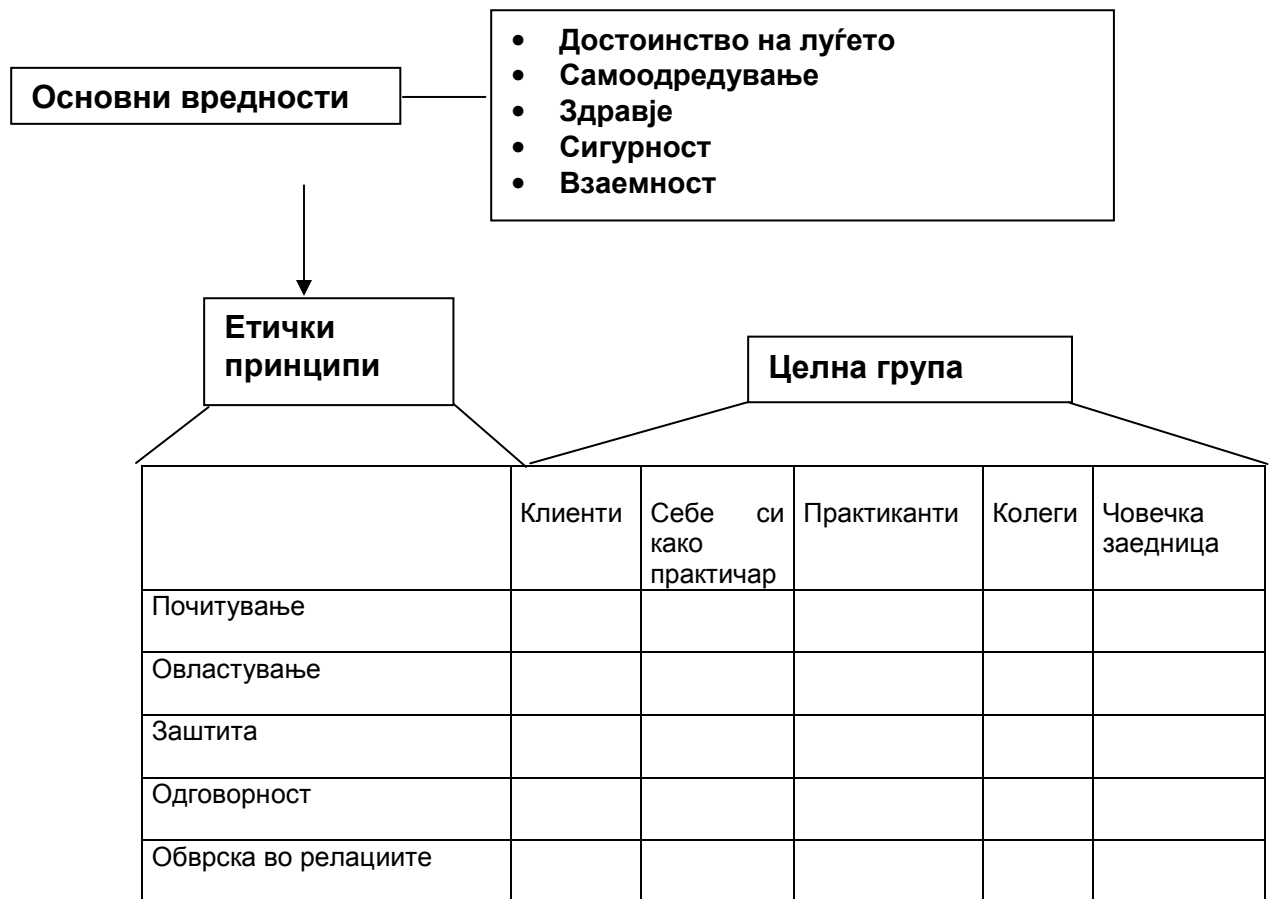 Основни вредности
• Достоинство на луѓето
• Самоодредување
• Здравје
• Сигурност
• Взаемност
Етички
принципи
Целна група
Клиенти
Себе си
како
практичар
Практиканти
Колеги
Човечка
заедница
Почитување
Овластување
Заштита
Одговорност
Обврска во релациите